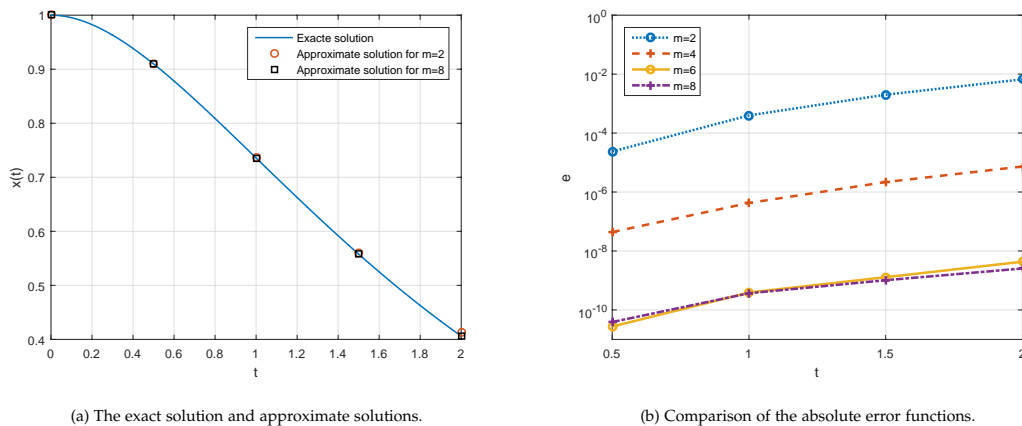 Exacte solution
Approximate solution for m=2
Approximate solution for m=8
1
0.9
0.8
0.7
0.6
0.5
0.4
x(t)
0 0.2 0.4 0.6 0.8 1 1.2 1.4 1.6 1.8 2
t
(a) The exact solution and approximate solutions.
m=2
m=4
m=6
m=8
10^0
10^-2
10^-4
10^-6
10^-8
10^-10
e
0.5 1 1.5 2
t
(b) Comparison of the absolute error functions.